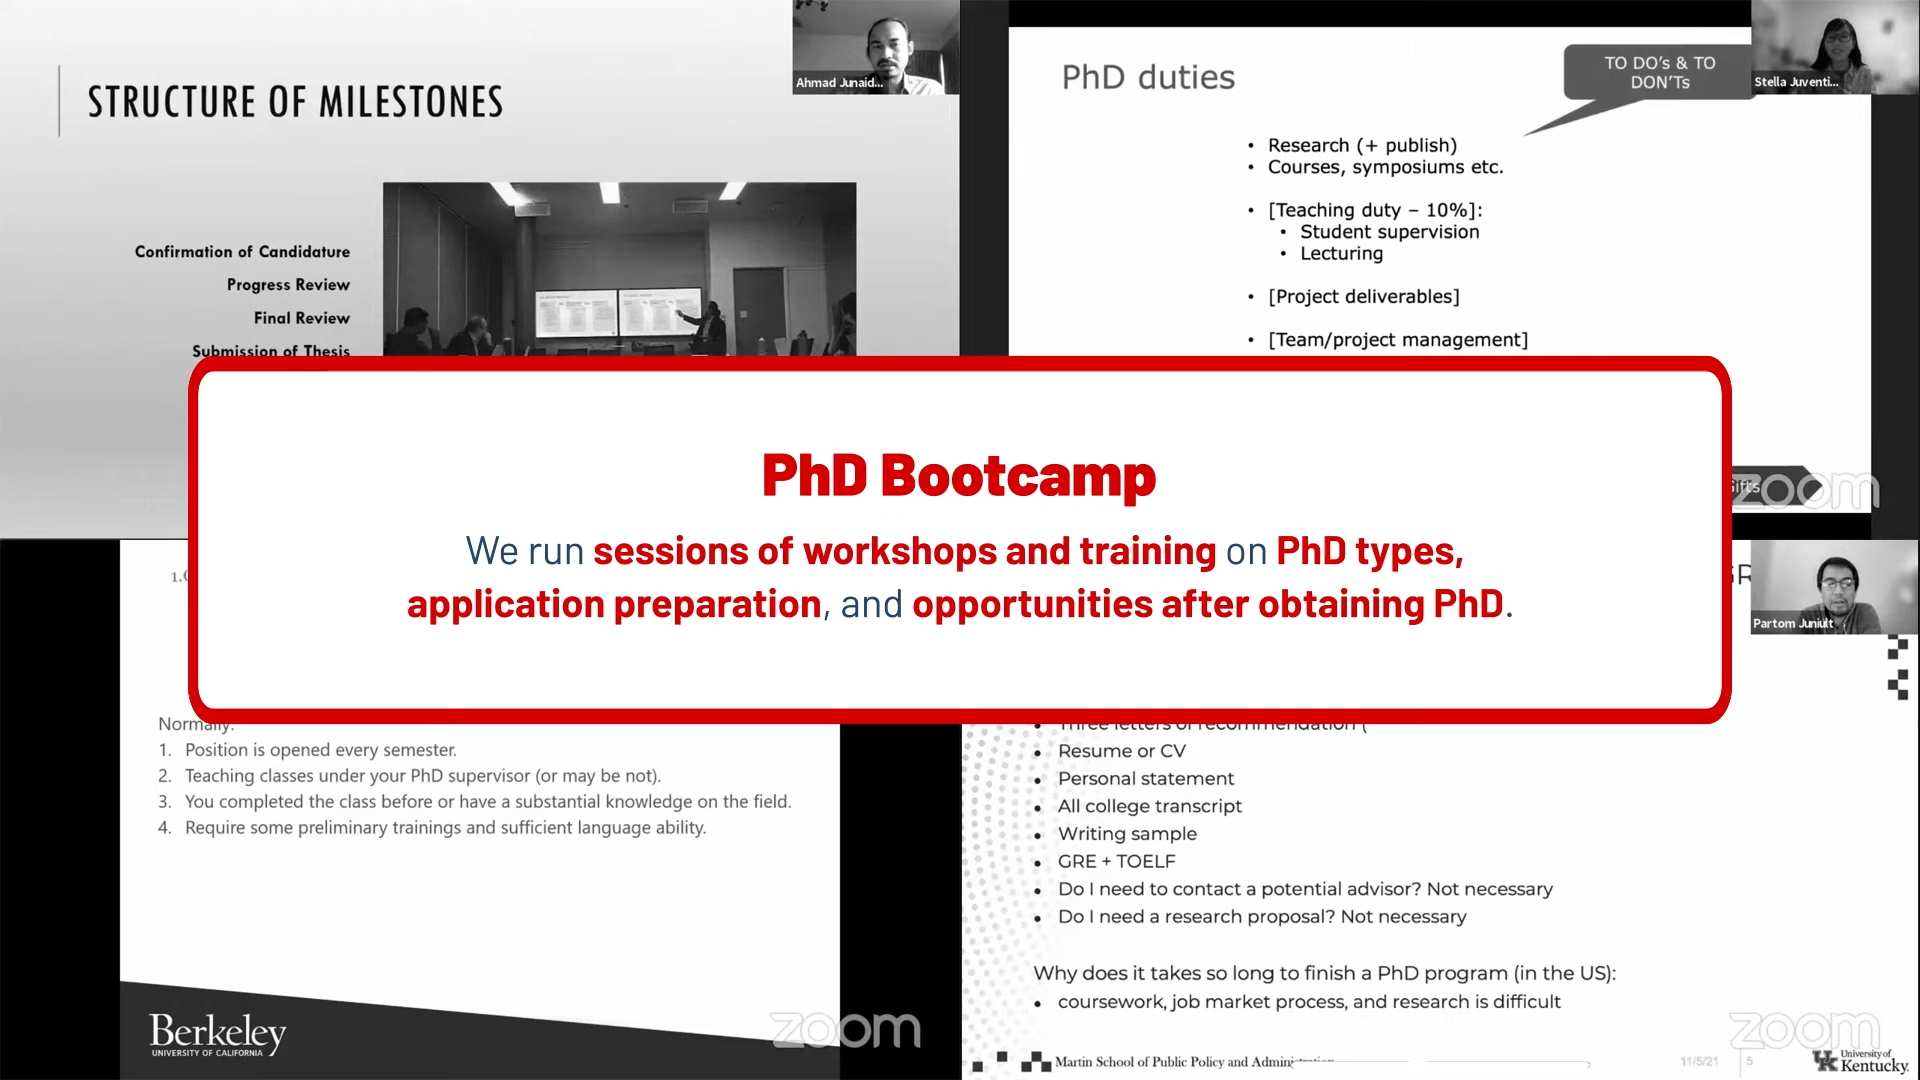 STRUCTURE OF MILESTONES
Ahmad Junaid...
Confirmation of Candidature
Progress Review
Final Review
Submission of Thesis
PhD duties
TO DO's & TO
DON'Ts
Stella Juventi...
• Research (+ publish)
• Courses, symposiums etc.
• [Teaching duty – 10%]:
• Student supervision
• Lecturing
• [Project deliverables]
• [Team/project management]
zoom
PhD Bootcamp
We run sessions of workshops and training on PhD types,
application preparation, and opportunities after obtaining PhD.
Partom Juniult
Normally:
1. Position is opened every semester.
2. Teaching classes under your PhD supervisor (or may be not).
3. You completed the class before or have a substantial knowledge on the field.
4. Require some preliminary trainings and sufficient language ability.
Berkeley
UNIVERSITY OF CALIFORNIA
zoom
• Three letters of recommendation (
• Resume or CV
• Personal statement
• All college transcript
• Writing sample
• GRE + TOELF
• Do I need to contact a potential advisor? Not necessary
• Do I need a research proposal? Not necessary
Why does it takes so long to finish a PhD program (in the US):
• coursework, job market process, and research is difficult
zoom
Martin School of Public Policy and Administration
11/5/21 5
University of
Kentucky